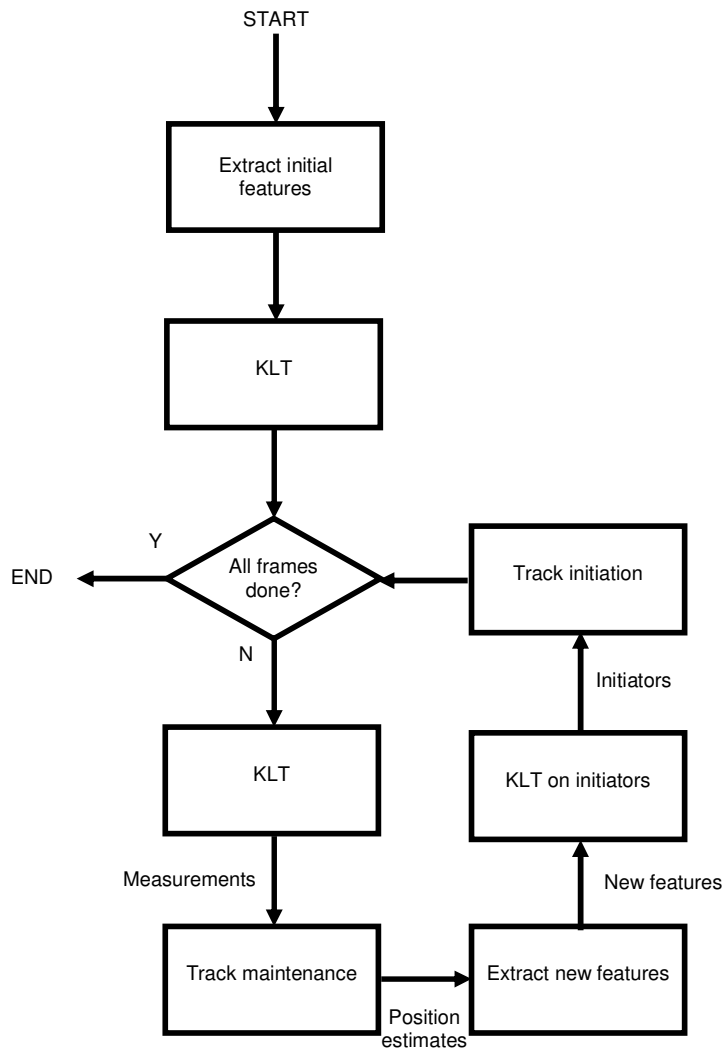 START
Extract initial
features
KLT
Y
All frames
done?
END
N
Track initiation
Initiators
KLT
KLT on initiators
Measurements
New features
Track maintenance
Extract new features
Position
estimates